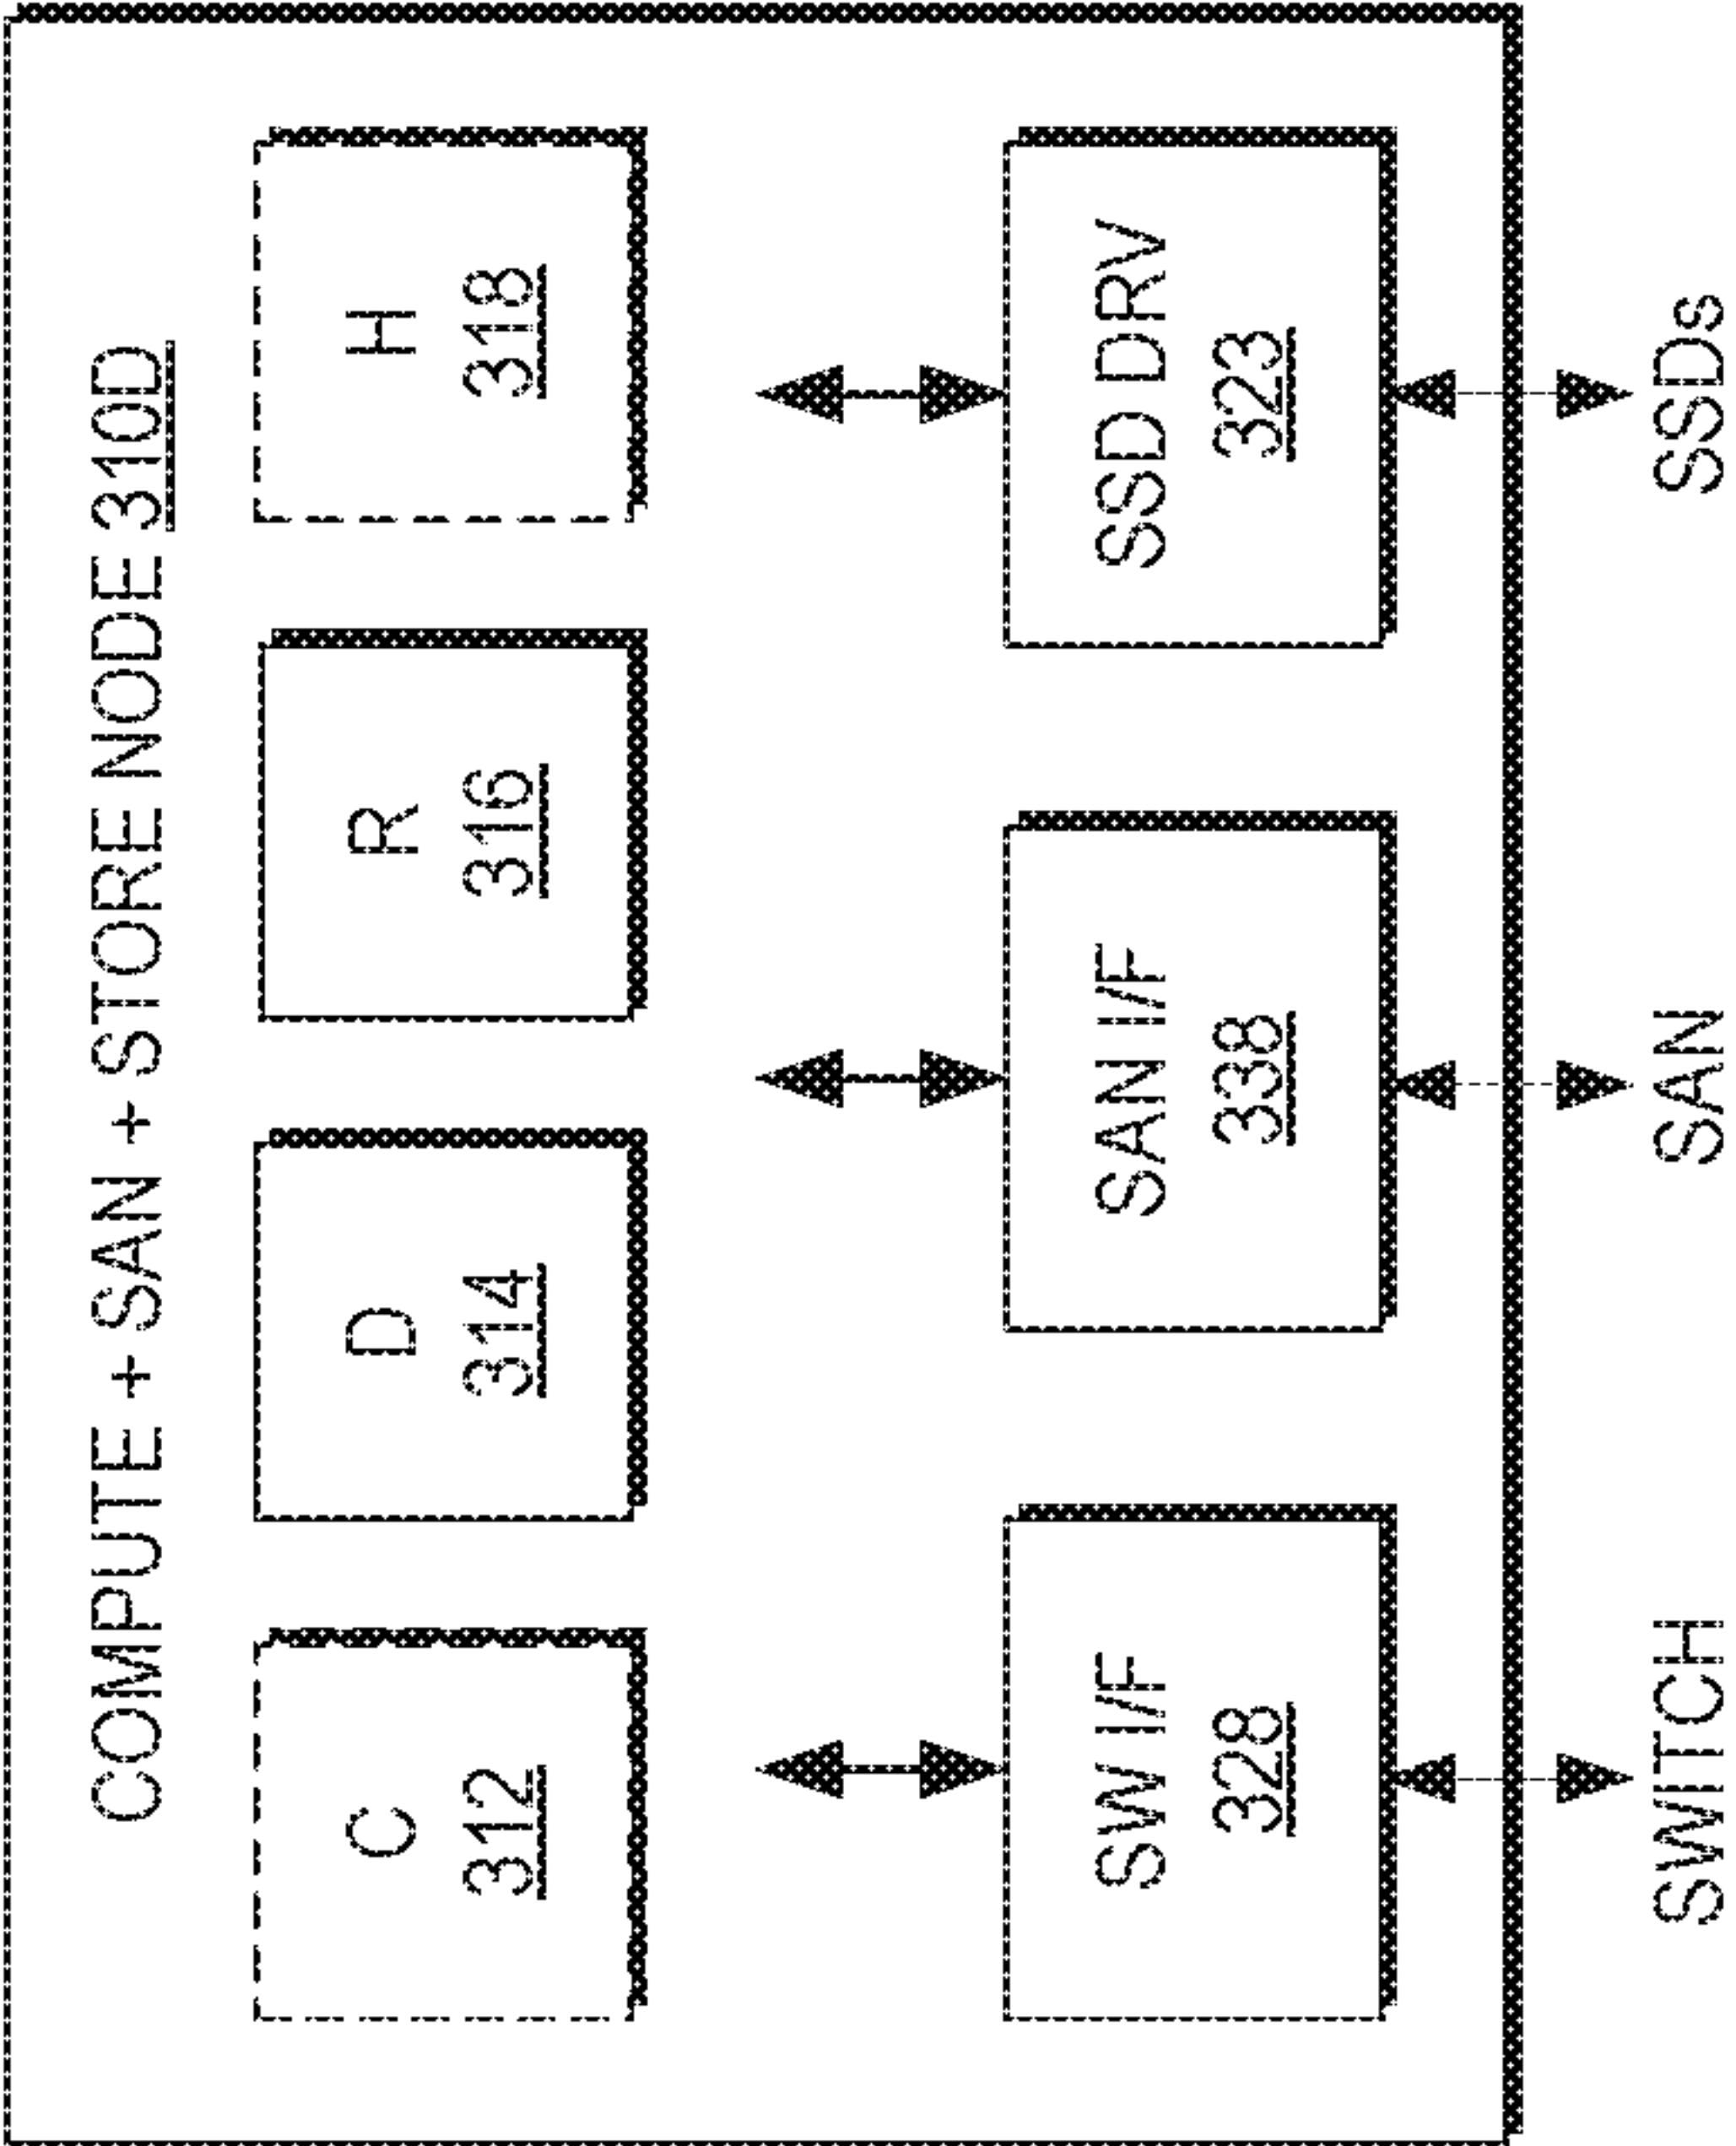 COMPUTE + SAN + STORE NODE 310D
C
312
D
314
R
316
H
318
SW I/F
328
SAN I/F
338
SSD DRV
323
SWITCH
SAN
SSDs